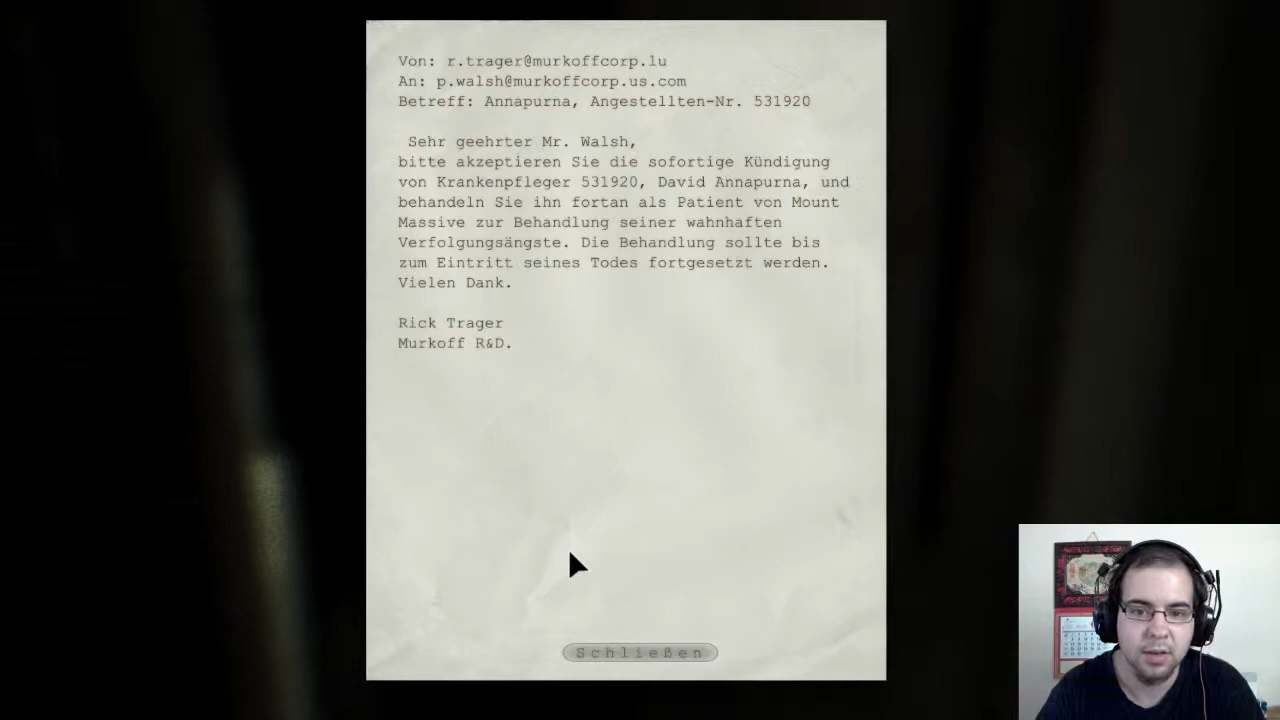 Von: r.trager@murkoffcorp.lu
An: p.walsh@murkoffcorp.us.com
Betreff: Annapurna, Angestellten-Nr. 531920
Sehr geehrter Mr. Walsh,
bitte akzeptieren Sie die sofortige Kündigung
von Krankenpfleger 531920, David Annapurna, und
behandeln Sie ihn fortan als Patient von Mount
Massive zur Behandlung seiner wahnhaften
Verfolgungsängste. Die Behandlung sollte bis
zum Eintritt seines Todes fortgesetzt werden.
Vielen Dank.
Rick Trager
Murkoff R&D.
Schließen